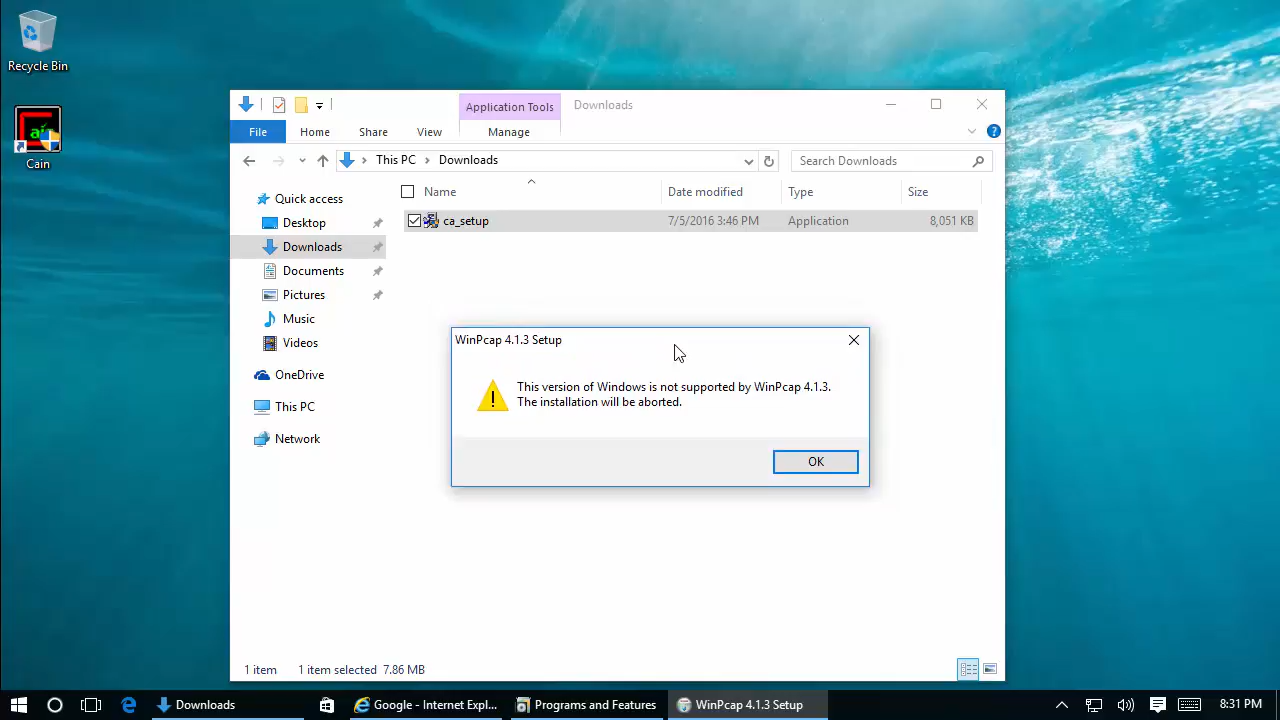 Recycle Bin
Cain
Application Tools
Downloads
File
Home
Share
View
Manage
This PC
Downloads
Search Downloads
Name
Date modified
Type
Size
ca_setup
7/5/2016 3:46 PM
Application
8,051 KB
Quick access
Desktop
Downloads
Documents
Pictures
Music
Videos
OneDrive
This PC
Network
WinPcap 4.1.3 Setup
This version of Windows is not supported by WinPcap 4.1.3.
The installation will be aborted.
OK
1 item
1 item selected 7.86 MB
Downloads
Google - Internet Expl...
Programs and Features
WinPcap 4.1.3 Setup
8:31 PM